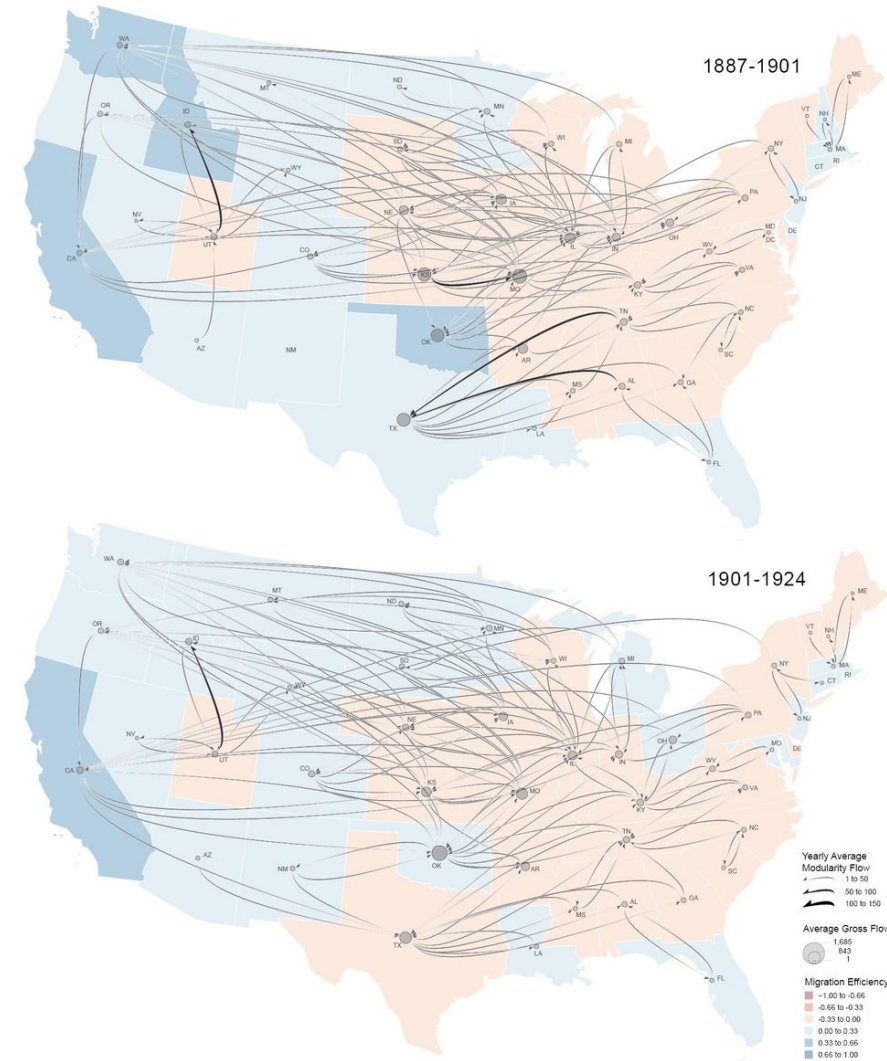 1887-1901
WA
ME
MT
ND
VT
OR
MN
NH
ID
WI
MI
NY
MA
SD
CT
RI
WY
IA
PA
NJ
NE
NV
OH
UT
IL
IN
MD
DE
CO
WV
DC
CA
KS
MO
VA
KY
TN
NC
OK
AZ
NM
AR
SC
MS
AL
GA
TX
LA
FL
1901-1924
WA
MT
ME
ND
OR
MN
VT
NH
ID
SD
WI
MI
NY
MA
RI
CT
NE
IA
PA
NJ
NV
OH
UT
IL
IN
MD
DE
CA
CO
KS
WV
MO
KY
VA
TN
NC
AZ
OK
NM
AR
SC
Yearly Average
Modularity Flow
1 to 50
50 to 100
100 to 150
MS
AL
GA
TX
LA
FL
Average Gross Flow
1,685
843
1
Migration Efficiency
-1.00 to -0.66
-0.66 to -0.33
-0.33 to 0.00
0.00 to 0.33
0.33 to 0.66
0.66 to 1.00